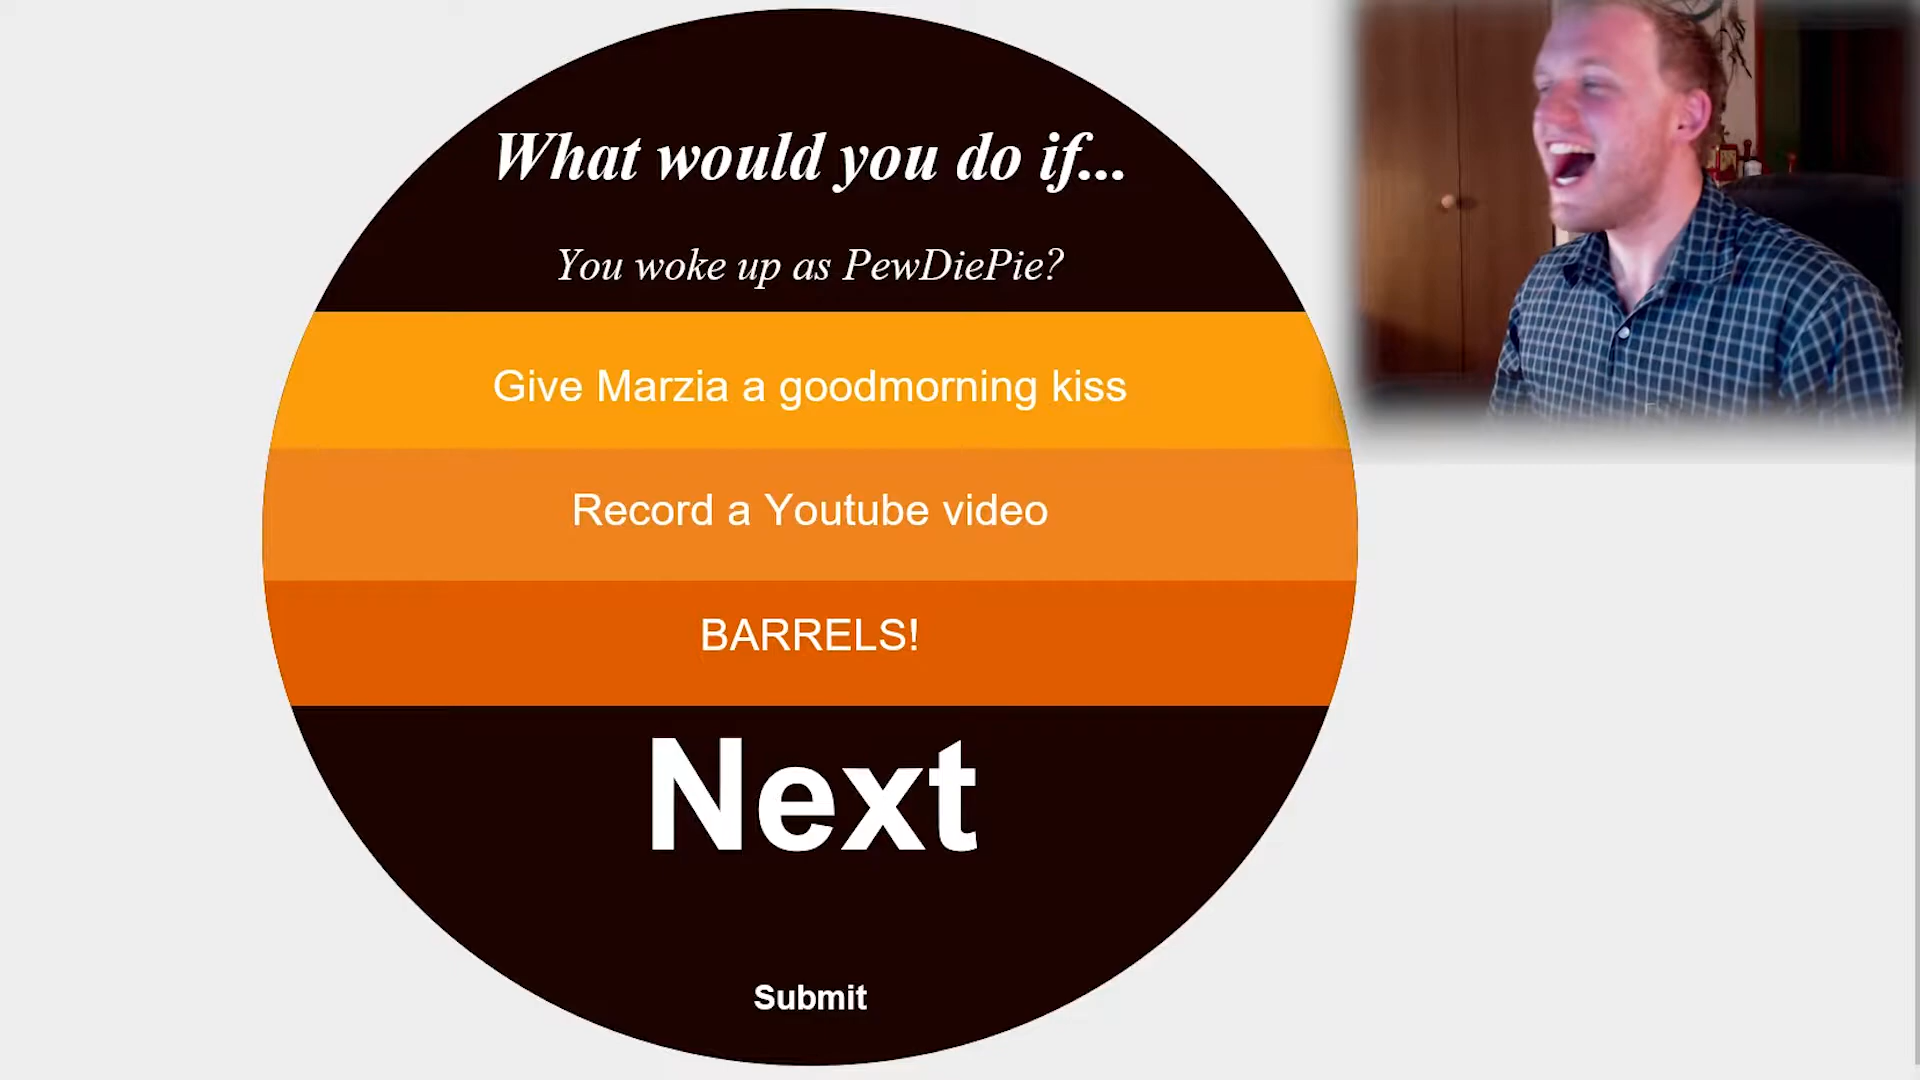 What would you do if...
You woke up as PewDiePie?
Give Marzia a goodmorning kiss
Record a Youtube video
BARRELS!
Next
Submit